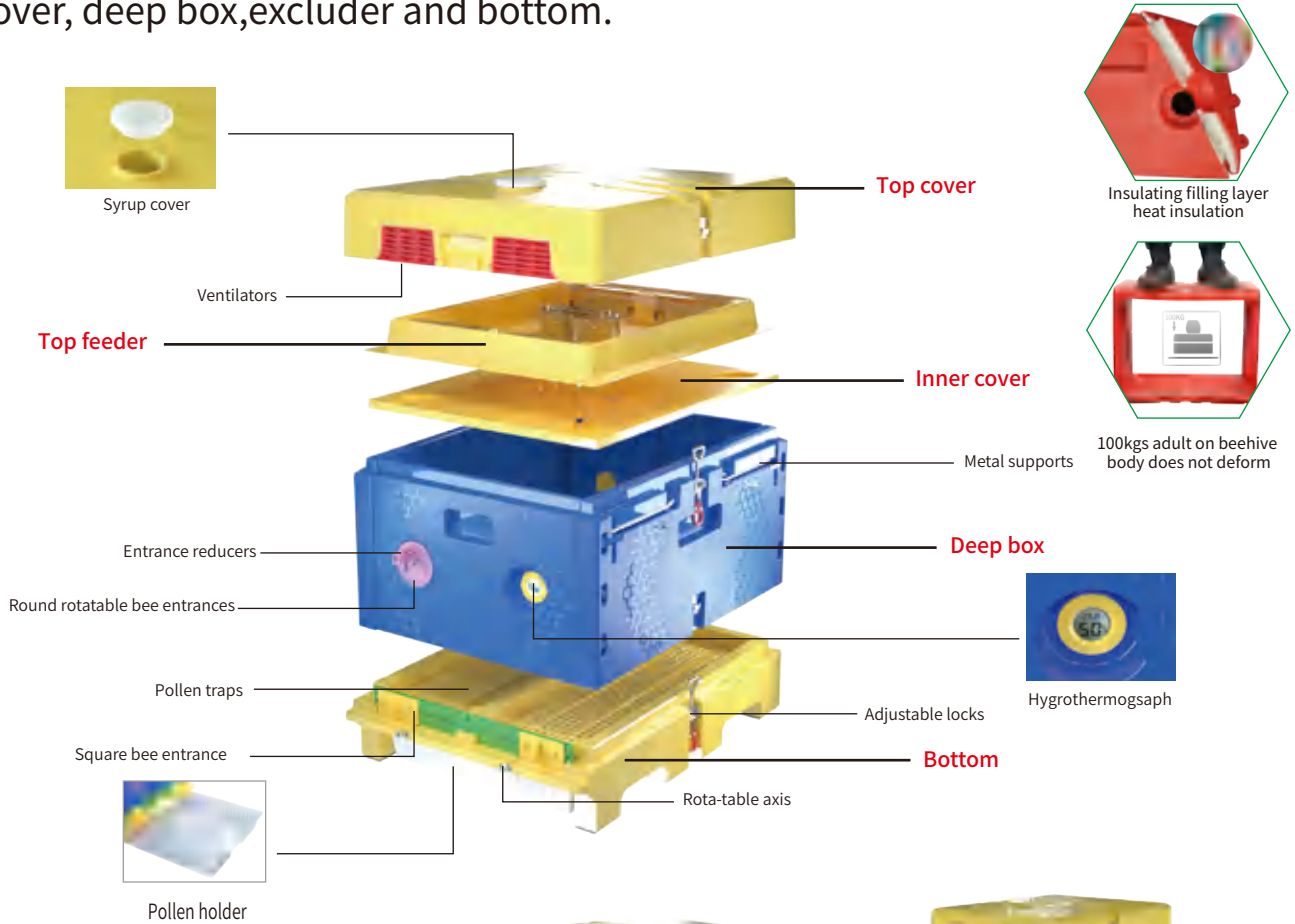 over, deep box,excluder and bottom.
Syrup cover
Top cover
Insulating filling layer
heat insulation
Ventilators
Top feeder
Inner cover
100KG
100kgs adult on beehive
body does not deform
Metal supports
Entrance reducers
Deep box
Round rotatable bee entrances
50
Hygrothermogsaph
Pollen traps
Adjustable locks
Square bee entrance
Bottom
Rota-table axis
Pollen holder